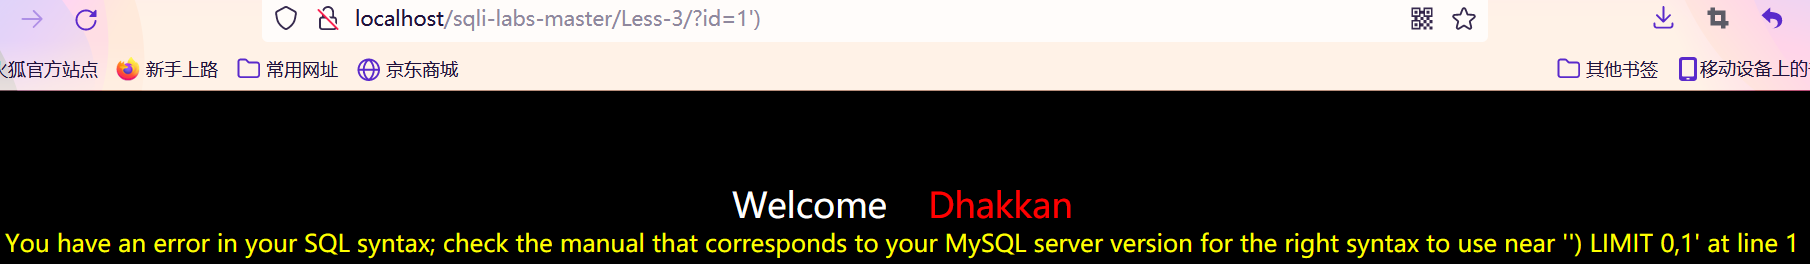 localhost/sqli-labs-master/Less-3/?id=1')
火狐官方站点 新手上路 常用网址 京东商城 其他书签 移动设备上的
Welcome Dhakkan
You have an error in your SQL syntax; check the manual that corresponds to your MySQL server version for the right syntax to use near '') LIMIT 0,1' at line 1